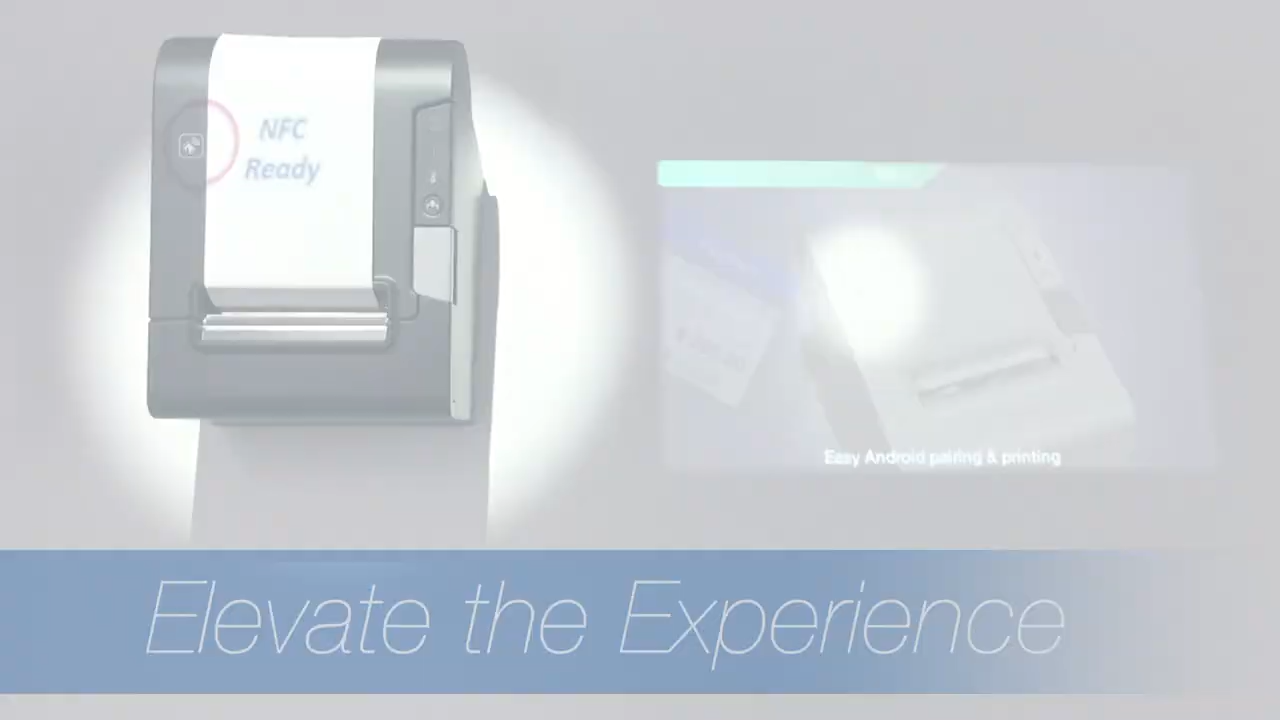 NFC
Ready
Easy Android pairing & printing
Elevate the Experience